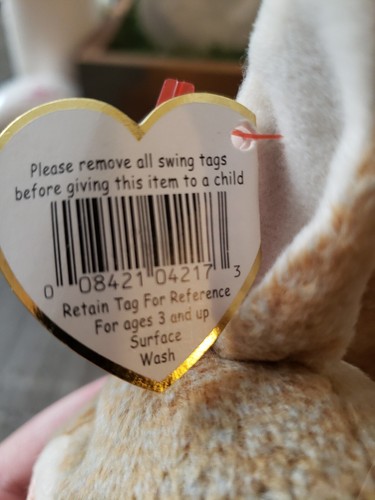 Please remove all swing tags
before giving this item to a child
0 08421 04217 3
Retain Tag For Reference
For ages 3 and up
Surface
Wash